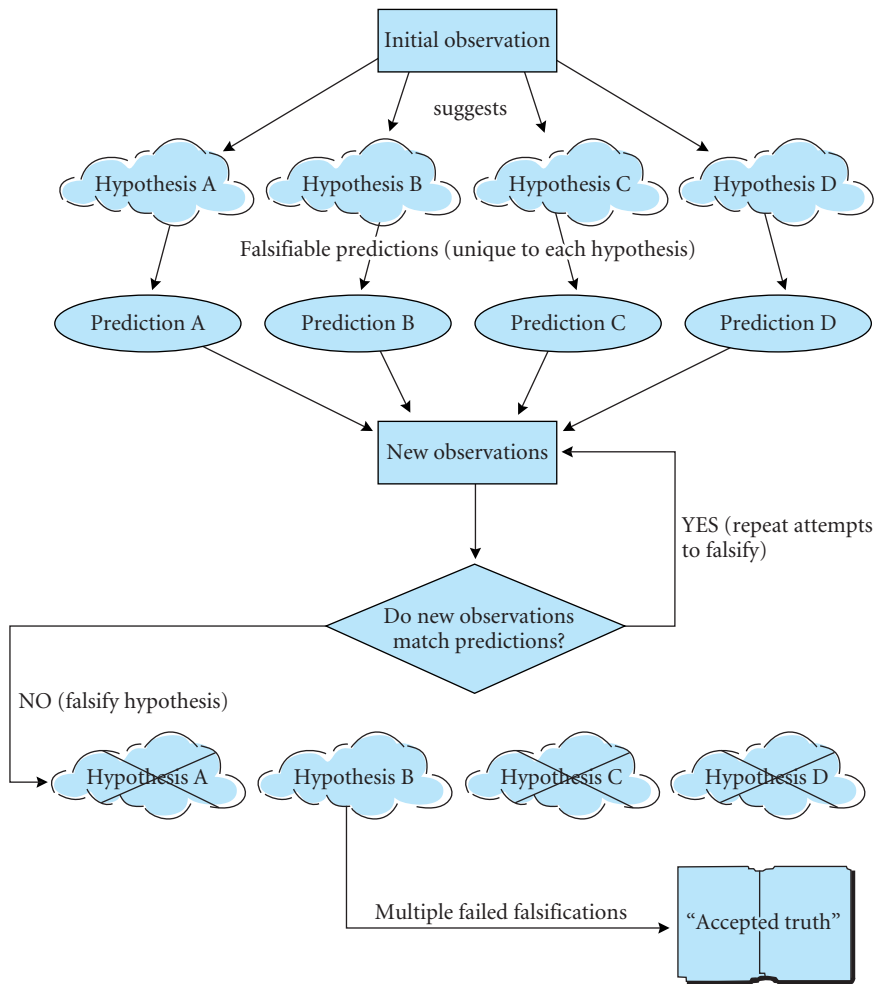 Initial observation
suggests
Hypothesis A
Hypothesis B
Hypothesis C
Hypothesis D
Falsifiable predictions (unique to each hypothesis)
Prediction A
Prediction B
Prediction C
Prediction D
New observations
YES (repeat attempts
to falsify)
Do new observations
match predictions?
NO (falsify hypothesis)
Hypothesis A
Hypothesis B
Hypothesis C
Hypothesis D
Multiple failed falsifications
“Accepted truth”